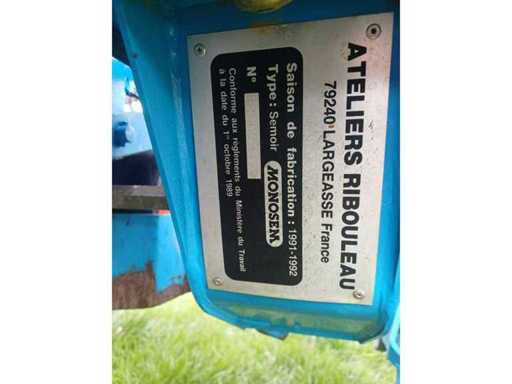 ATELIERS RIBOULEAU
79240 LARGEASSE France
Saison de fabrication : 1991-1992
Type : Semoir MONOSEM
N°
Conforme aux règlements du Ministère du Travail
à la date du 1er octobre 1989